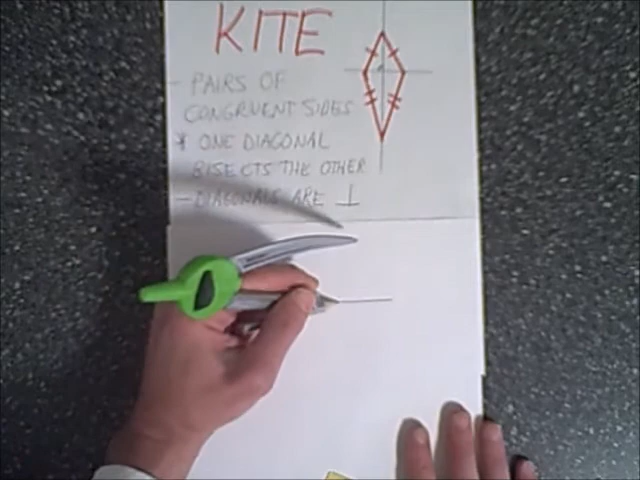 KITE
- PAIRS OF
CONGRUENT SIDES
* ONE DIAGONAL
BISECTS THE OTHER
- DIAGONALS ARE ⊥